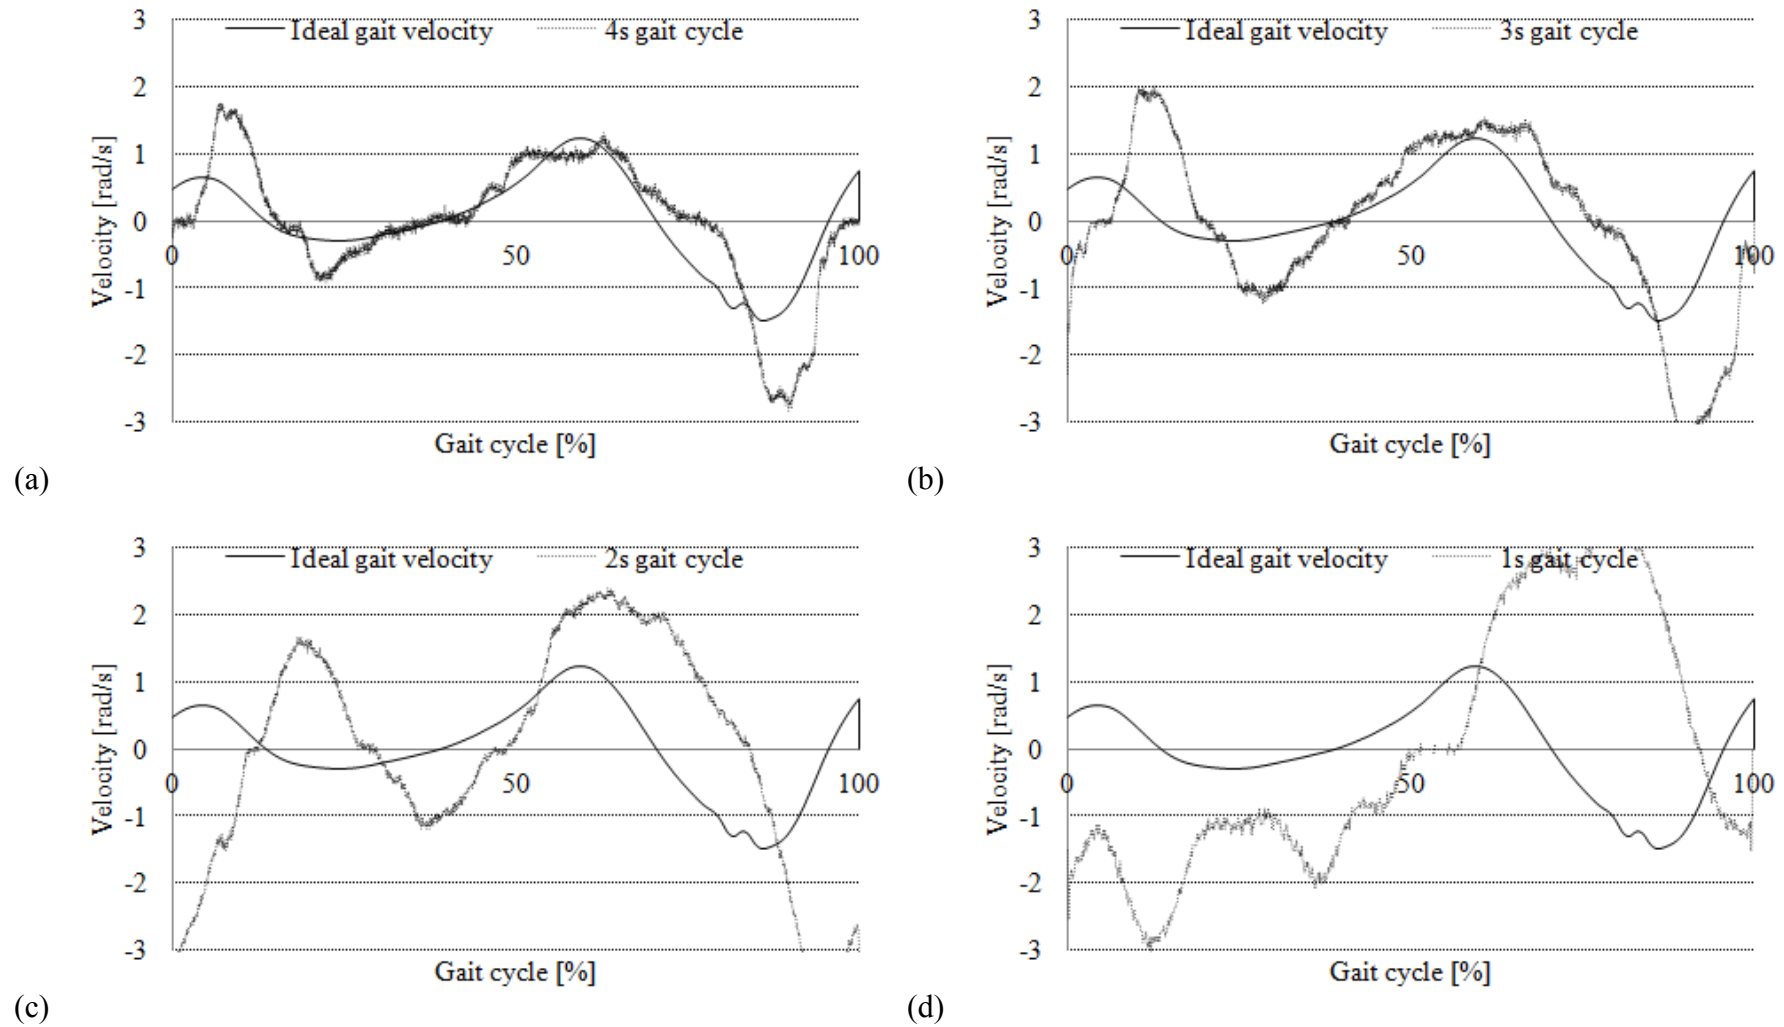 3
Ideal gait velocity 4s gait cycle
2
1
Velocity [rad/s]
0
0 50 100
-1
-2
-3
Gait cycle [%]
(a)
3
Ideal gait velocity 3s gait cycle
2
1
Velocity [rad/s]
0
0 50 100
-1
-2
-3
Gait cycle [%]
(b)
3
Ideal gait velocity 2s gait cycle
2
1
Velocity [rad/s]
0
0 50 100
-1
-2
-3
Gait cycle [%]
(c)
3
Ideal gait velocity 1s gait cycle
2
1
Velocity [rad/s]
0
0 50 100
-1
-2
-3
Gait cycle [%]
(d)